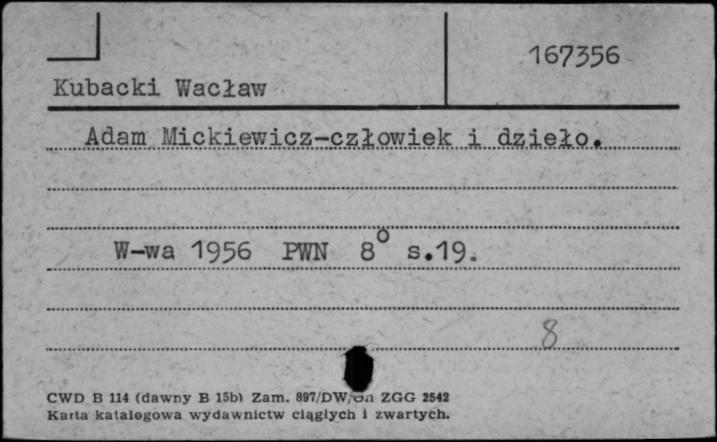 167356
Kubacki Wacław
Adam Mickiewicz-człowiek i dzieło.
W-wa 1956 PWN 8° s.19.
8
CWD B 114 (dawny B 15b) Zam. 897/DW/Gn ZGG 2542
Karta katalogowa wydawnictw ciągłych i zwartych.